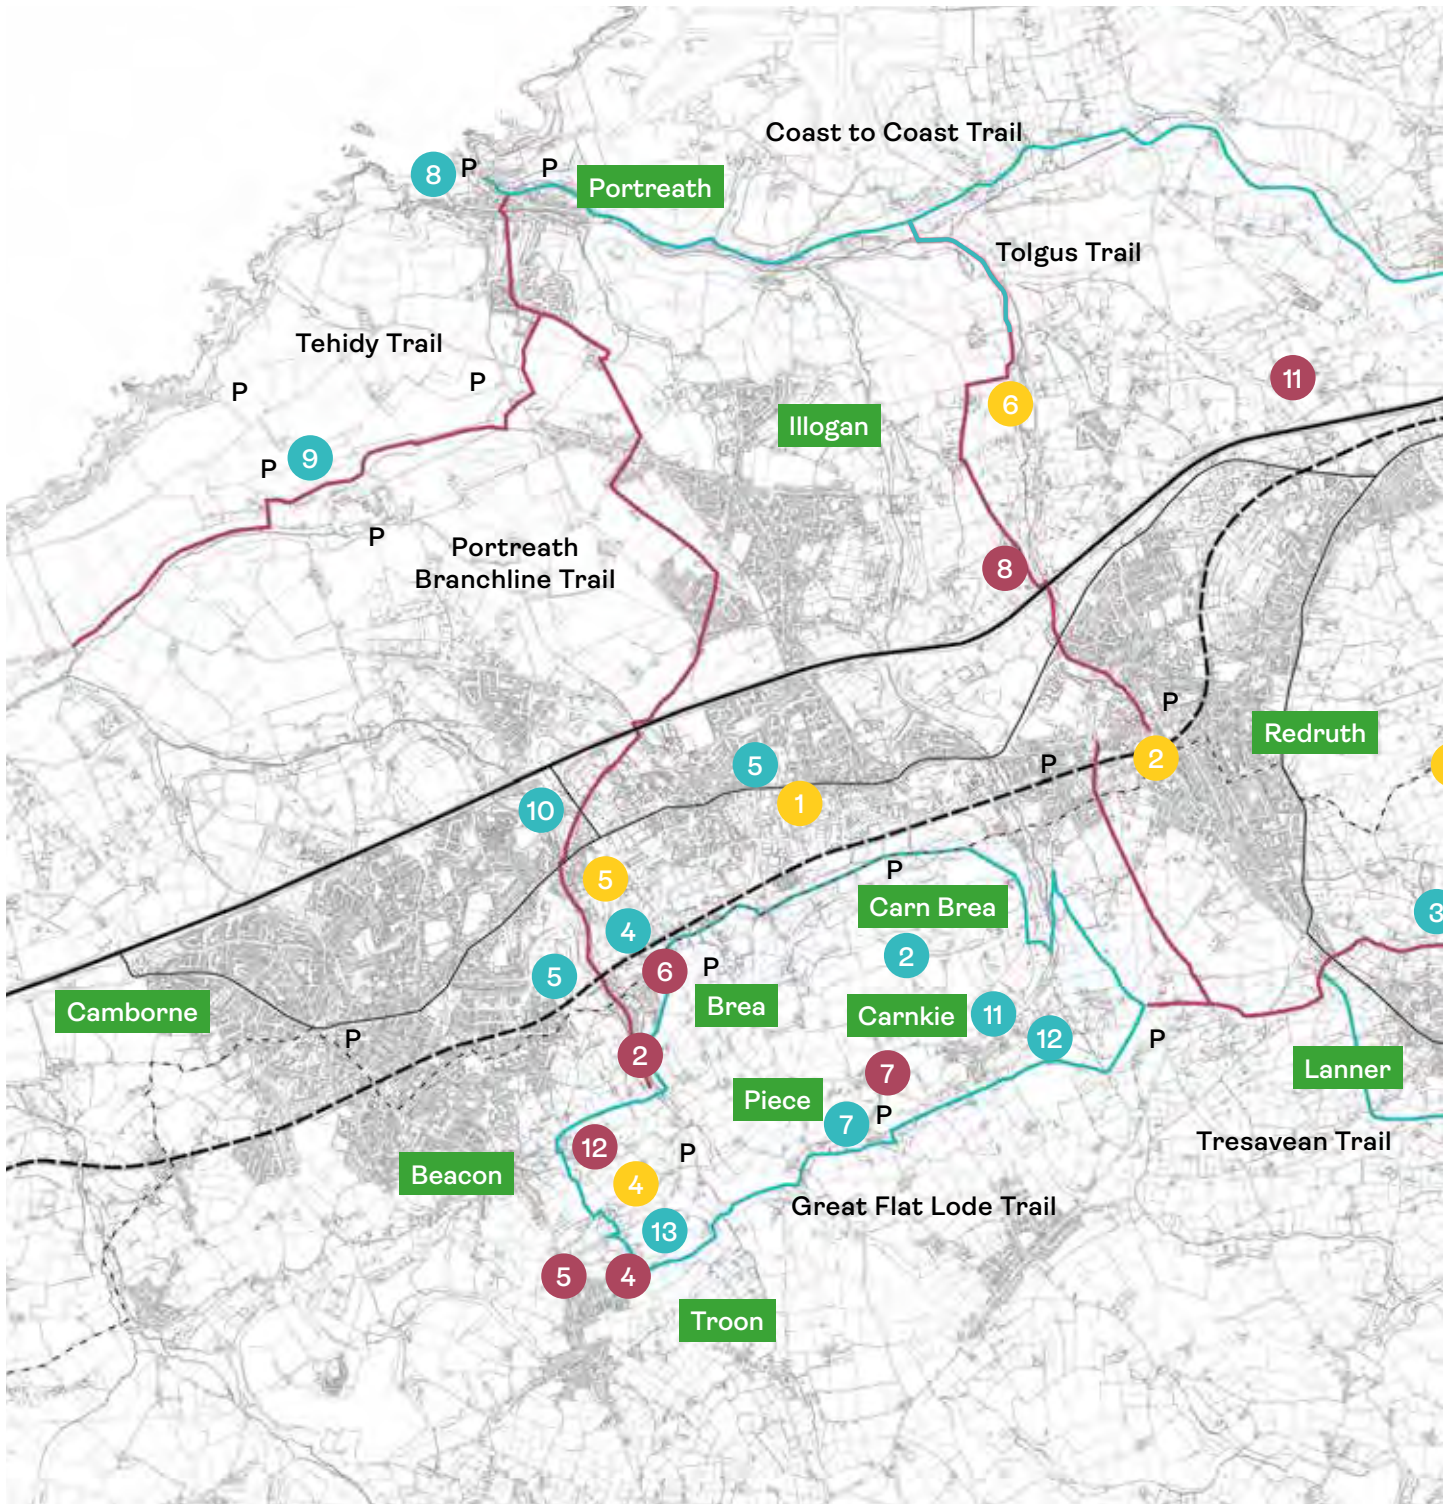 Coast to Coast Trail
8
P
P
Portreath
Tolgus Trail
Tehidy Trail
P
P
11
6
Illogan
9
P
P
Portreath
Branchline Trail
8
P
Redruth
2
P
5
1
10
5
P
Carn Brea
3
4
2
6
P
5
Brea
Camborne
Carnkie
11
12
P
P
2
7
Lanner
Piece
7
P
Tresavean Trail
12
P
Beacon
4
Great Flat Lode Trail
13
5
4
Troon